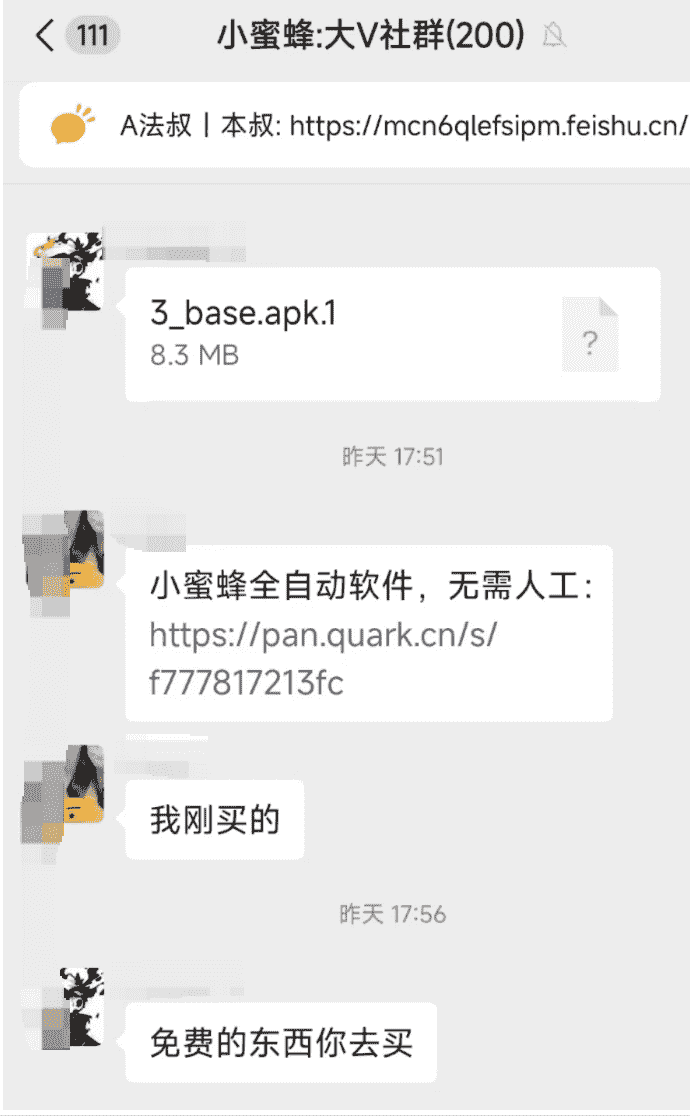 111
小蜜蜂:大V社群(200)
A法叔丨本叔: https://mcn6qlefsipm.feishu.cn/
3_base.apk.1
8.3 MB
?
昨天 17:51
小蜜蜂全自动软件，无需人工：
https://pan.quark.cn/s/
f777817213fc
我刚买的
昨天 17:56
免费的东西你去买